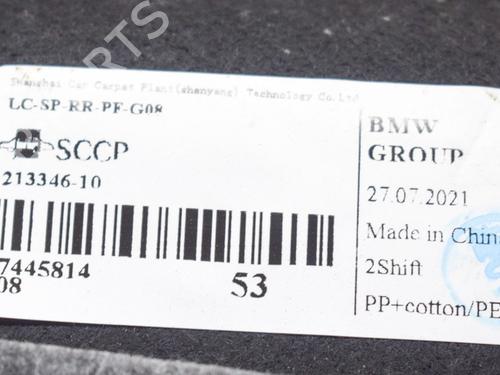 Shanghai Car Carpet Plant(shenyang) Technology Co.Ltd
LC-SP-RR-PF-G08
SCCP
213346-10
7445814
08
53
BMW
GROUP
27.07.2021
Made in China
2Shift
PP+cotton/PE